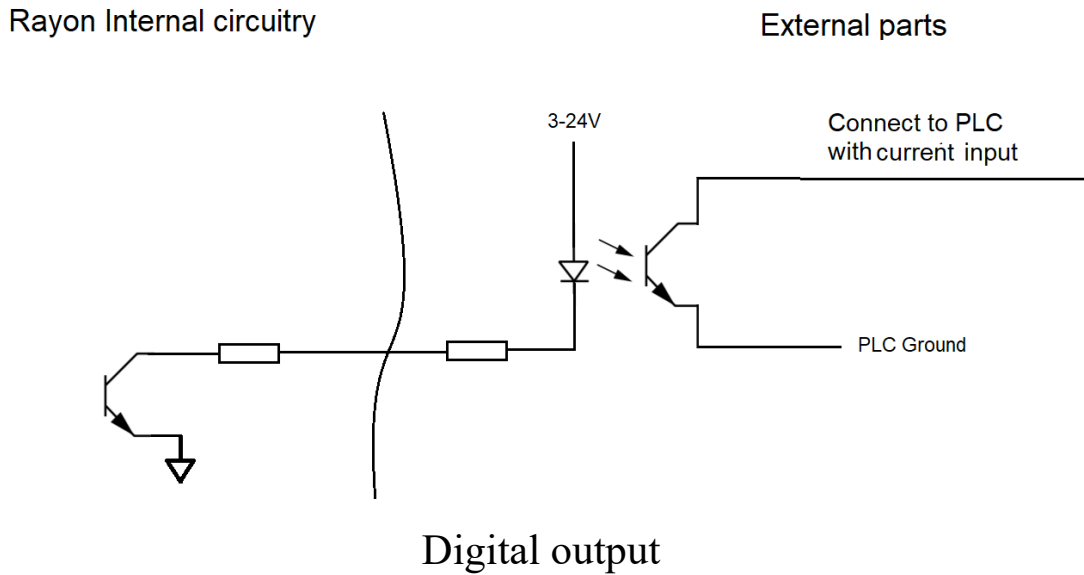 Rayon Internal circuitry
External parts
3-24V
Connect to PLC
with current input
PLC Ground
Digital output